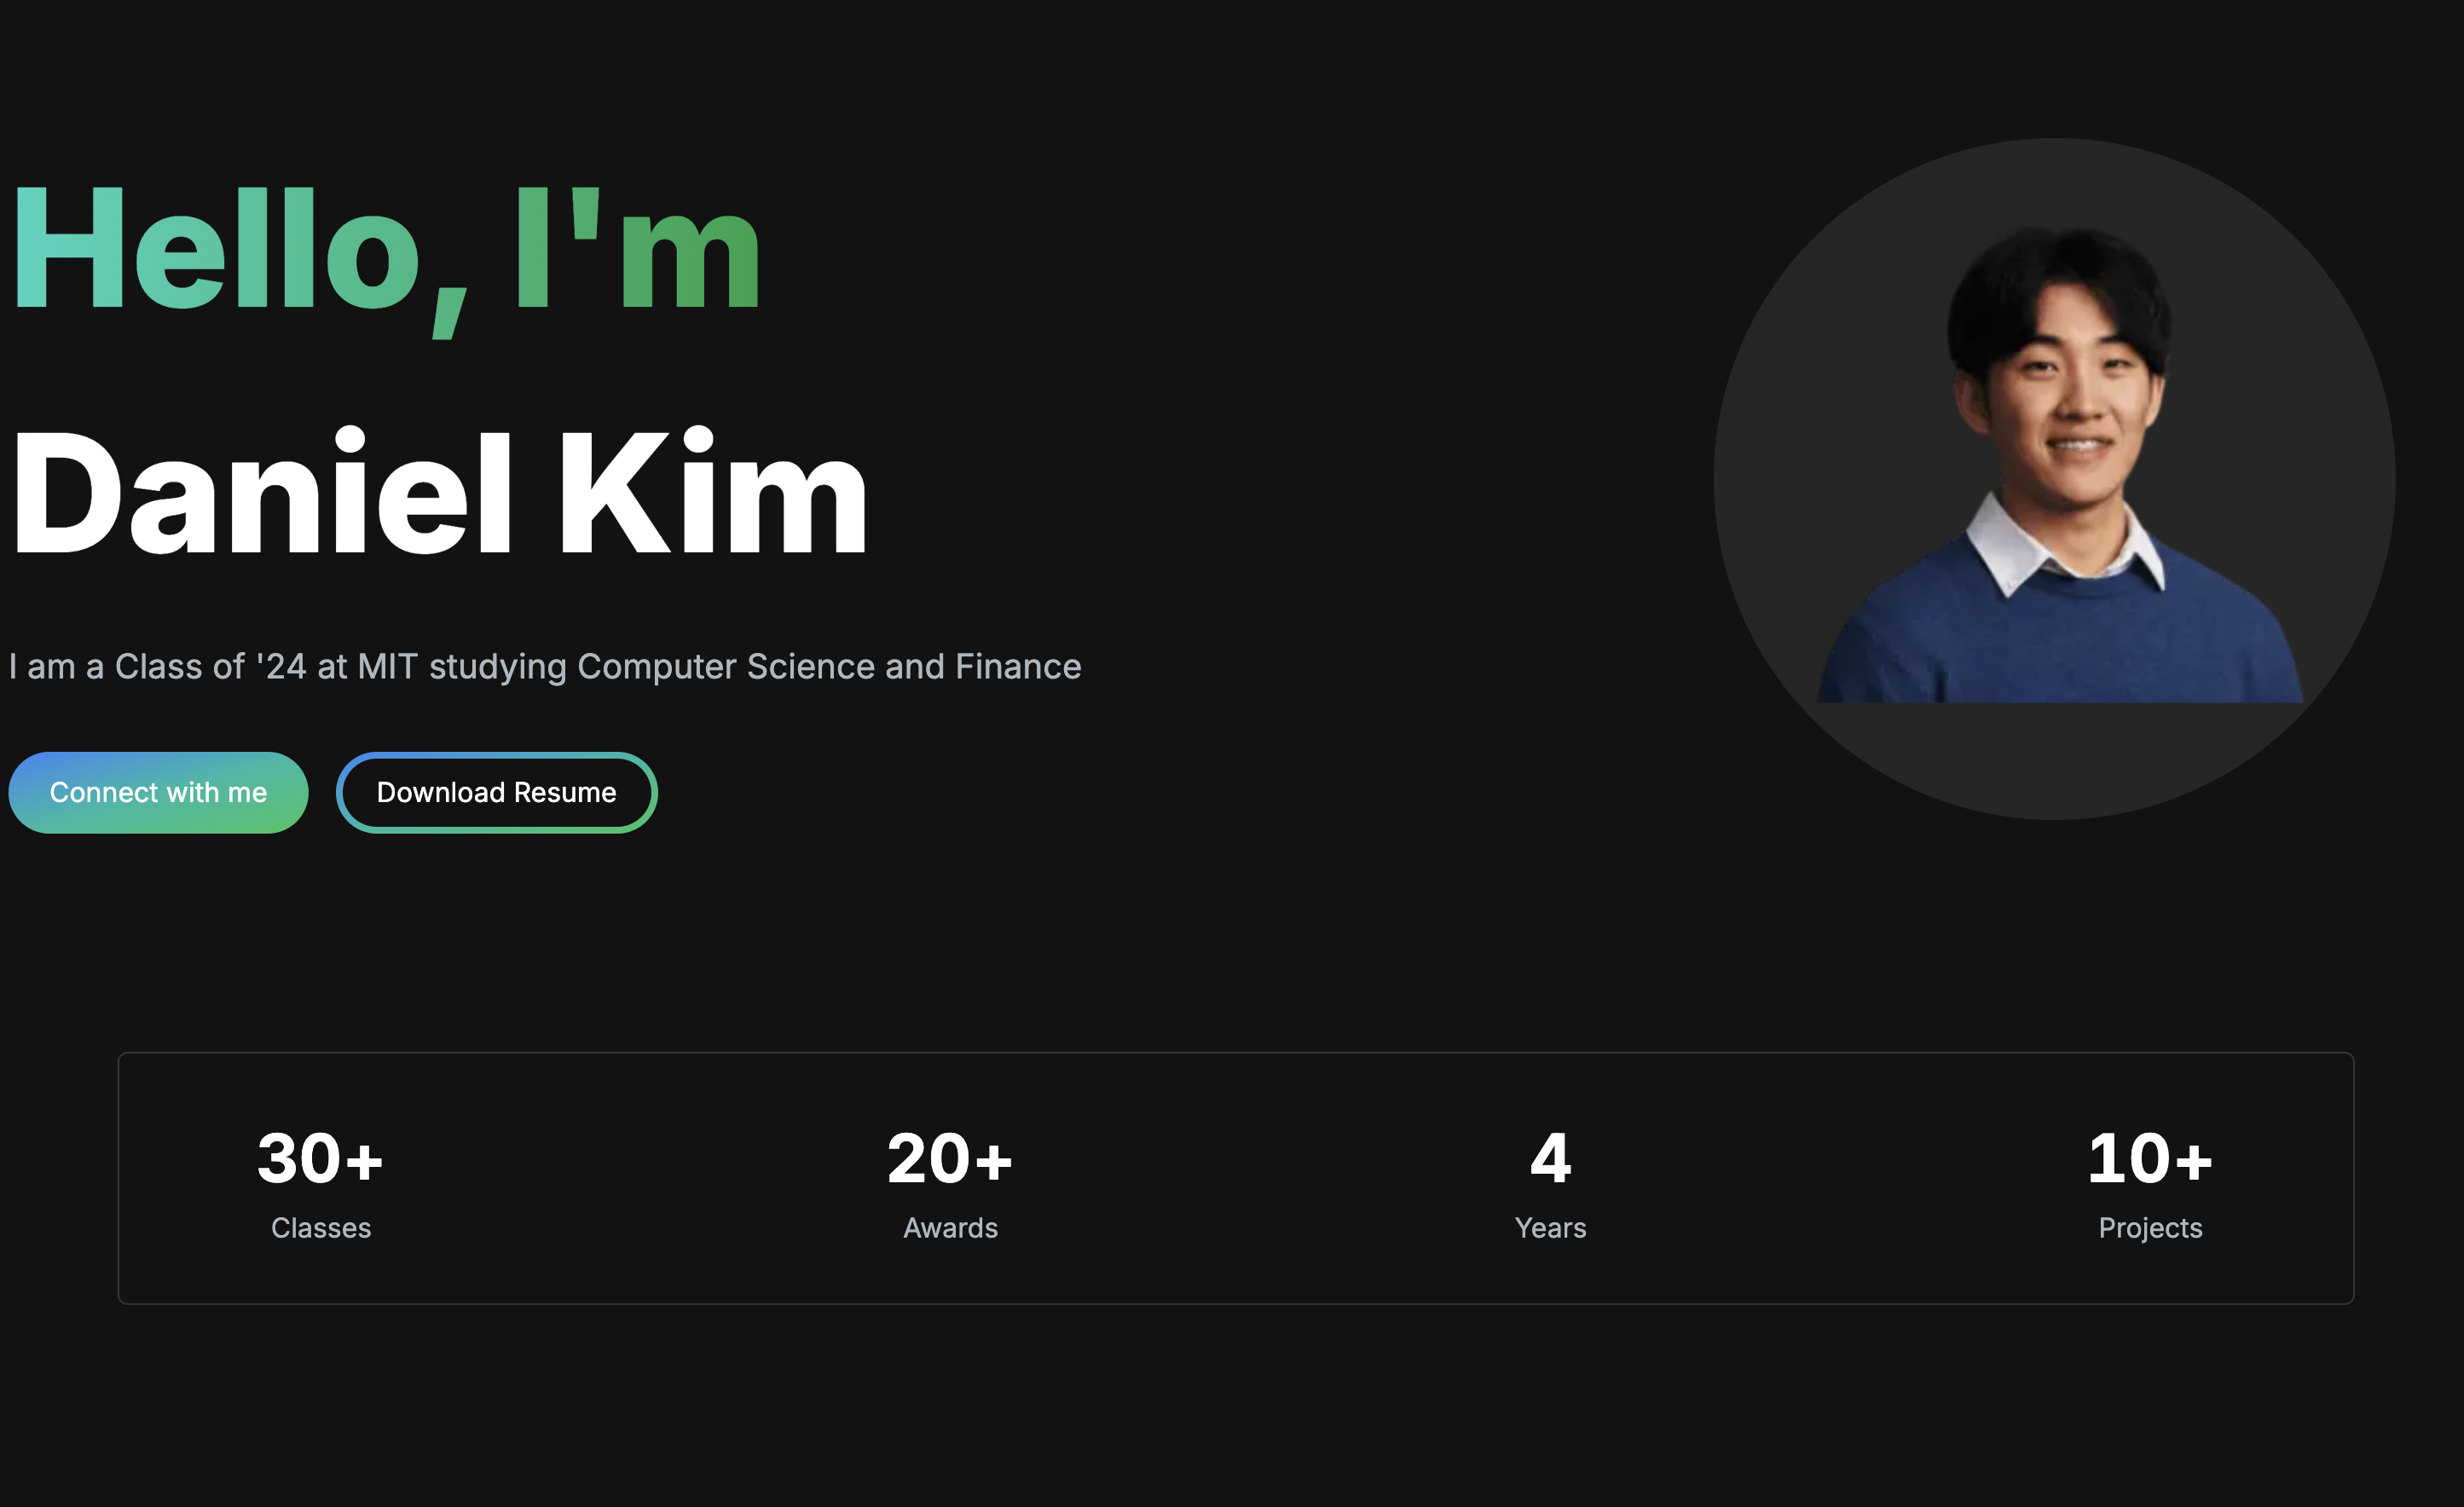 Hello, I'm
Daniel Kim
I am a Class of '24 at MIT studying Computer Science and Finance
Connect with me
Download Resume
30+
Classes
20+
Awards
4
Years
10+
Projects